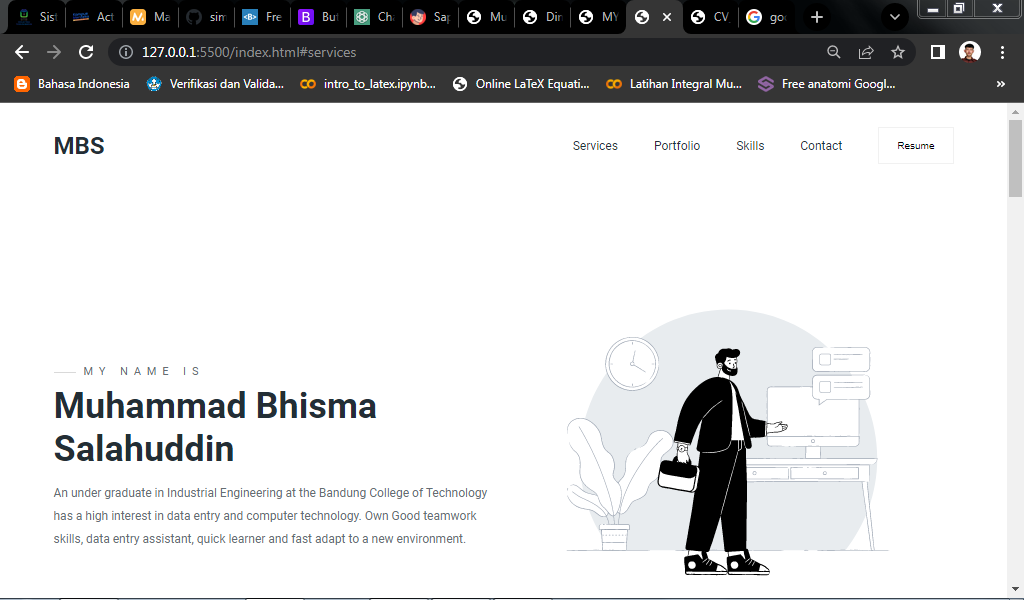 Sist
Act
Ma
sim
Fre
But
Ch
Sap
Mu
Din
MY
CV
goo
127.0.0.1:5500/index.html#services
Bahasa Indonesia
Verifikasi dan Valida...
intro_to_latex.ipynb...
Online LaTeX Equati...
Latihan Integral Mu...
Free anatomi Googl...
»
MBS
Services
Portfolio
Skills
Contact
Resume
MY NAME IS
Muhammad Bhisma
Salahuddin
An under graduate in Industrial Engineering at the Bandung College of Technology
has a high interest in data entry and computer technology. Own Good teamwork
skills, data entry assistant, quick learner and fast adapt to a new environment.